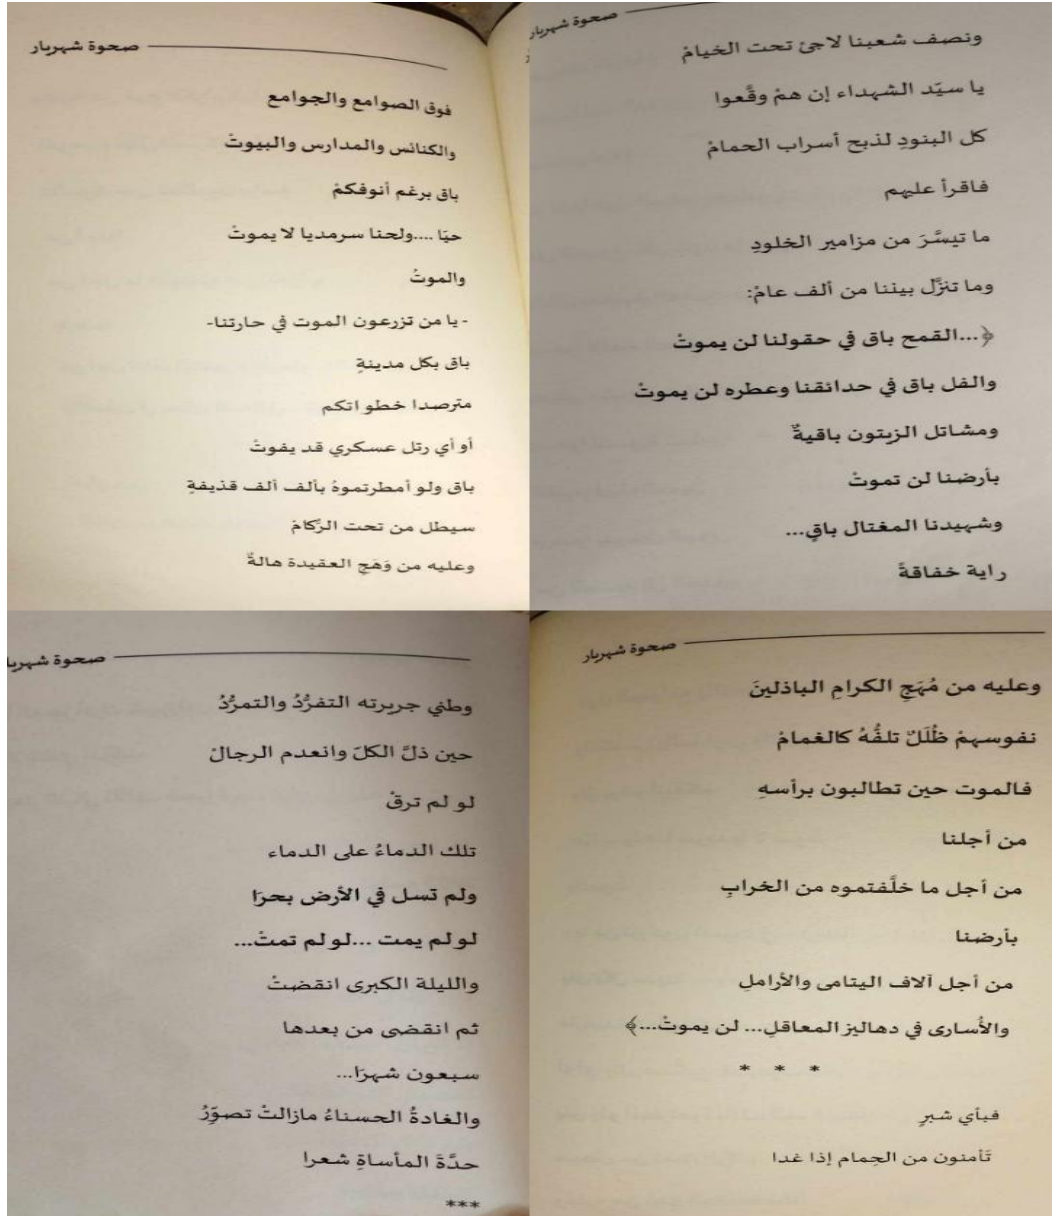 صحوة شهريار
ونصف شعبنا لاجئ تحت الخيامْ
يا سيّد الشهداء إن همْ وقَّعوا
كل البنودِ لذبح أسراب الحمامْ
فاقرأ عليهم
ما تيسَّرَ من مزامير الخلودِ
وما تنزَّل بيننا من ألف عامْ:
﴿...القمح باق في حقولنا لن يموتْ
والفل باق في حدائقنا وعطره لن يموتْ
ومشاتل الزيتون باقيةٌ
بأرضنا لن تموتْ
وشهيدنا المغتال باقٍ...
راية خفاقةً
صحوة شهريار
فوق الصوامع والجوامع
والكنائس والمدارس والبيوتْ
باق برغم أنوفكمْ
حيّا ....ولحنا سرمديا لا يموتْ
والموتُ
- يا من تزرعون الموت في حارتنا-
باق بكل مدينةِ
مترصدا خطو اتكم
أو أي رتل عسكري قد يفوتْ
باق ولو أمطرتموهُ بألف ألف قذيفةِ
سيطل من تحت الرُّكامْ
وعليه من وَهَجِ العقيدة هالةٌ
صحوة شهريار
وعليه من مُهَجِ الكرامِ الباذلينَ
نفوسهمْ ظُلَلٌ تلفُّهُ كالغمامْ
فالموت حين تطالبون برأسهِ
من أجلنا
من أجل ما خلَّفتموه من الخرابِ
بأرضنا
من أجل آلاف اليتامى والأراملِ
والأُسارى في دهاليز المعاقلِ... لن يموتْ...﴾
* * *
فبأي شبرِ
تَأمنون من الحِمام إذا غدا
صحوة شهريار
وطني جريرته التفرُّدُ والتمرُّدُ
حين ذلَّ الكلّ وانعدم الرجالْ
لو لم ترقْ
تلك الدماءُ على الدماء
ولم تسل في الأرض بحرًا
لو لم يمت ...لو لم تمتْ...
والليلة الكبرى انقضتْ
ثم انقضى من بعدها
سبعون شهرًا...
والغادةُ الحسناءُ مازالتْ تصوِّرُ
حدَّةَ المأساةِ شعرا
***